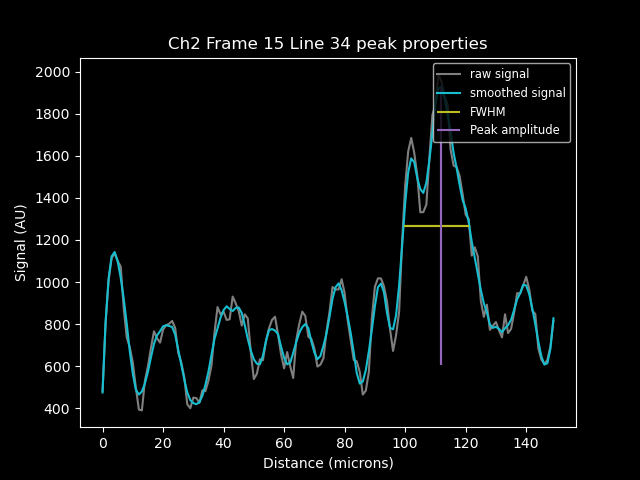 Ch2 Frame 15 Line 34 peak properties
raw signal
smoothed signal
FWHM
Peak amplitude
Signal (AU)
2000
1800
1600
1400
1200
1000
800
600
400
0 20 40 60 80 100 120 140
Distance (microns)